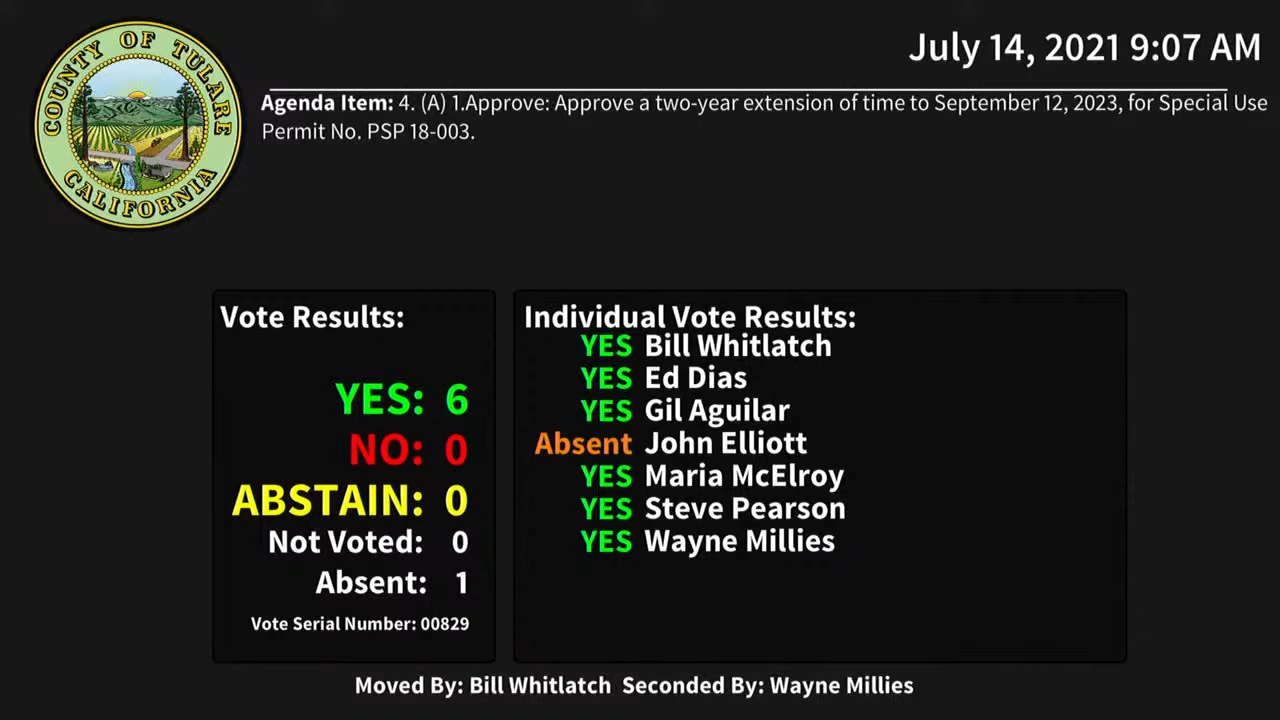 COUNTY OF TULARE
CALIFORNIA
July 14, 2021 9:07 AM
Agenda Item: 4. (A) 1.Approve: Approve a two-year extension of time to September 12, 2023, for Special Use
Permit No. PSP 18-003.
Vote Results:
YES: 6
NO: 0
ABSTAIN: 0
Not Voted: 0
Absent: 1
Vote Serial Number: 00829
Individual Vote Results:
YES Bill Whitlatch
YES Ed Dias
YES Gil Aguilar
Absent John Elliott
YES Maria McElroy
YES Steve Pearson
YES Wayne Millies
Moved By: Bill Whitlatch Seconded By: Wayne Millies